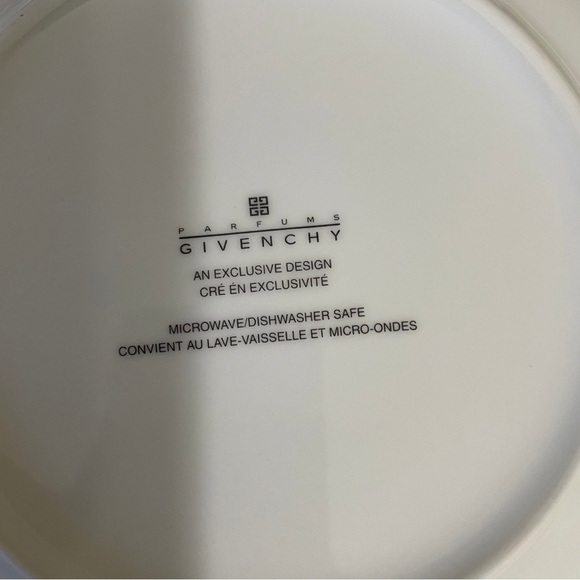 PARFUMS
GIVENCHY
AN EXCLUSIVE DESIGN
CRÉ ÉN EXCLUSIVITÉ
MICROWAVE/DISHWASHER SAFE
CONVIENT AU LAVE-VAISSELLE ET MICRO-ONDES